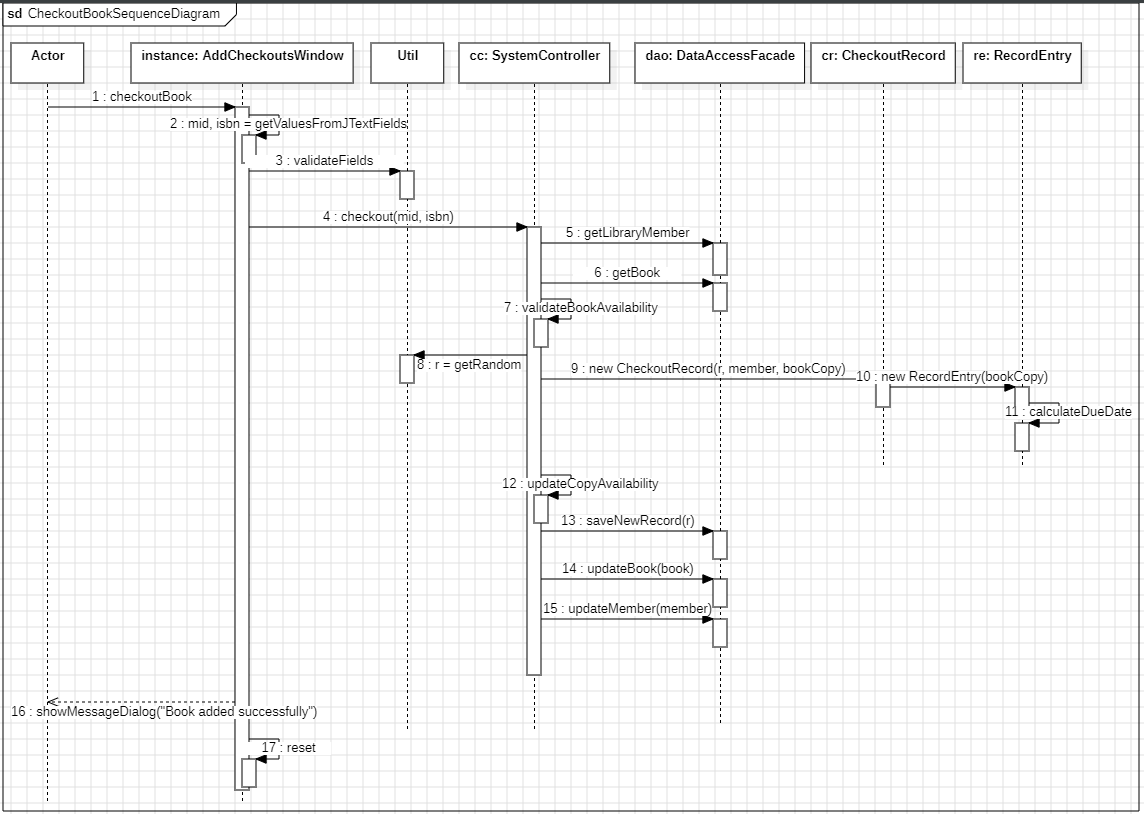 sd CheckoutBookSequenceDiagram
Actor
instance: AddCheckoutsWindow
Util
cc: SystemController
dao: DataAccessFacade
cr: CheckoutRecord
re: RecordEntry
1 : checkoutBook
2 : mid, isbn = getValuesFromJTextFields
3 : validateFields
4 : checkout(mid, isbn)
5 : getLibraryMember
6 : getBook
7 : validateBookAvailability
8 : r = getRandom
9 : new CheckoutRecord(r, member, bookCopy)
10 : new RecordEntry(bookCopy)
11 : calculateDueDate
12 : updateCopyAvailability
13 : saveNewRecord(r)
14 : updateBook(book)
15 : updateMember(member)
16 : showMessageDialog("Book added successfully")
17 : reset